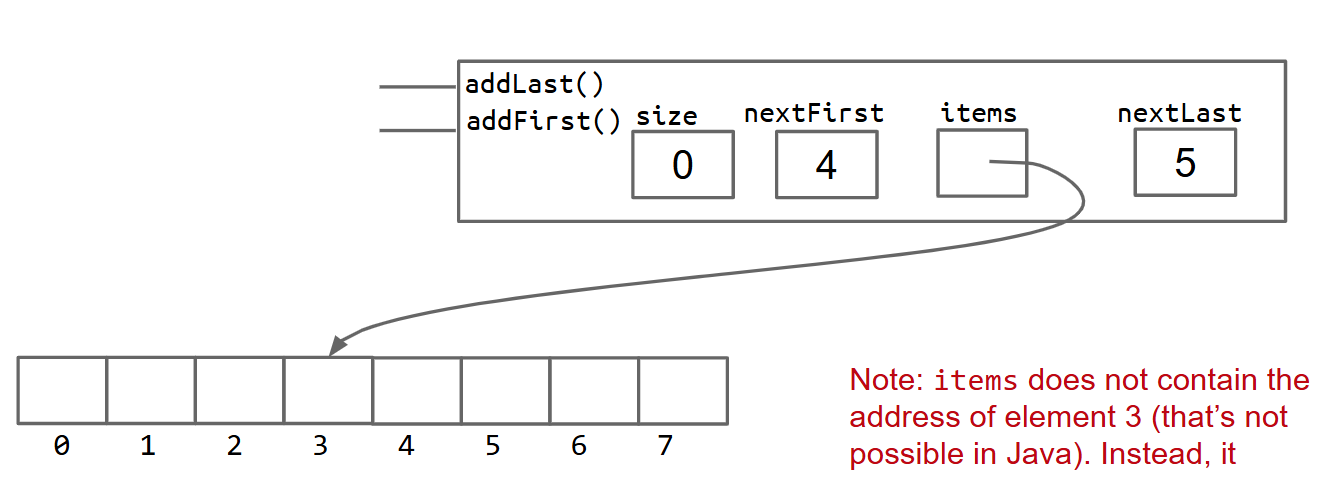 addLast()
addFirst()
size
nextFirst
items
nextLast
0
4
5
0 1 2 3 4 5 6 7
Note: items does not contain the
address of element 3 (that’s not
possible in Java). Instead, it